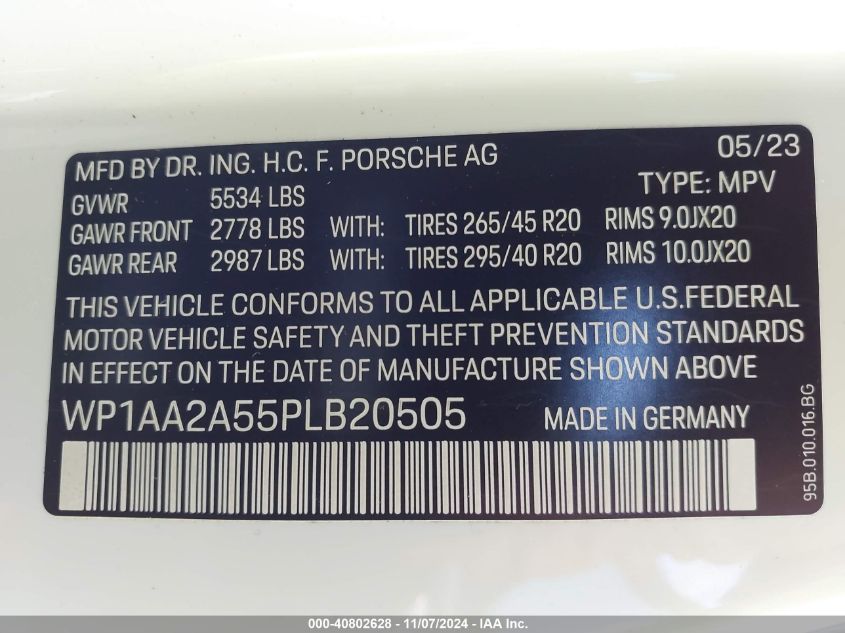 MFD BY DR. ING. H.C. F. PORSCHE AG 05/23
TYPE: MPV
GVWR 5534 LBS
GAWR FRONT 2778 LBS WITH: TIRES 265/45 R20 RIMS 9.0JX20
GAWR REAR 2987 LBS WITH: TIRES 295/40 R20 RIMS 10.0JX20
THIS VEHICLE CONFORMS TO ALL APPLICABLE U.S.FEDERAL
MOTOR VEHICLE SAFETY AND THEFT PREVENTION STANDARDS
IN EFFECT ON THE DATE OF MANUFACTURE SHOWN ABOVE
WP1AA2A55PLB20505 MADE IN GERMANY
95B.010.016.BG
000-40802628 - 11/07/2024 - IAAI Inc.